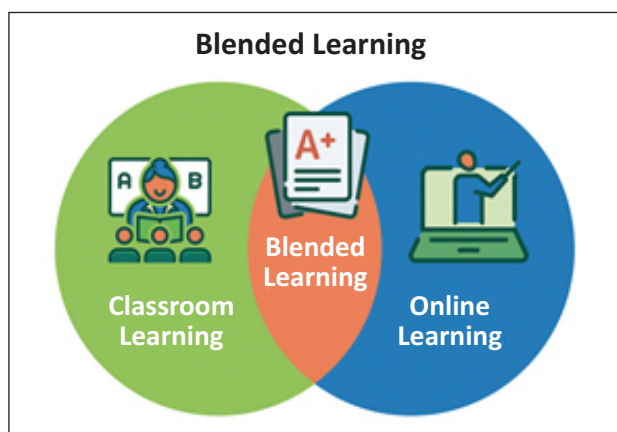 Blended Learning
A+
A B
Blended
Learning
Classroom
Learning
Online
Learning